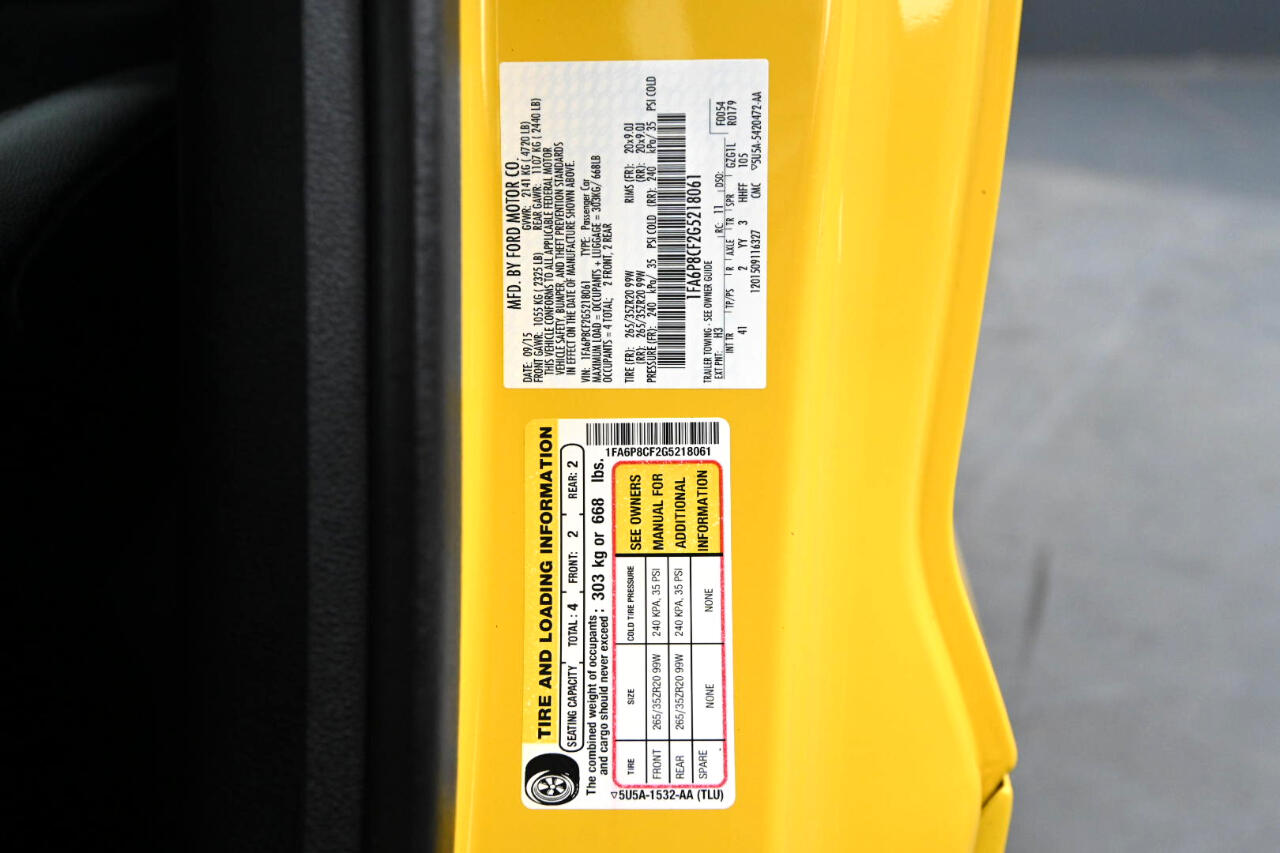 MFD. BY FORD MOTOR CO.
DATE: 09/15 GVWR: 2141 KG ( 4720 LB)
FRONT GAWR: 1055 KG ( 2325 LB) REAR GAWR: 1107 KG ( 2440 LB)
THIS VEHICLE CONFORMS TO ALL APPLICABLE FEDERAL MOTOR
VEHICLE SAFETY, BUMPER, AND THEFT PREVENTION STANDARDS
IN EFFECT ON THE DATE OF MANUFACTURE SHOWN ABOVE.
VIN: 1FA6P8CF2G5218061 TYPE: Passenger Car
MAXIMUM LOAD = OCCUPANTS + LUGGAGE = 303KG/ 668LB
OCCUPANTS = 4 TOTAL; 2 FRONT, 2 REAR
TIRE (FR): 265/35ZR20 99W RIMS (FR): 20x9.0J
(RR): 265/35ZR20 99W (RR): 20x9.0J
PRESSURE (FR): 240 kPa/ 35 PSI COLD (RR): 240 kPa/ 35 PSI COLD
1FA6P8CF2G5218061
TRAILER TOWING - SEE OWNER GUIDE
EXT PNT: H3 RC: 11 DSO: F0054
R0179
INT TR TP/PS R AXLE TR SPR GZG1L
41 2 YY 3 HHFF 105
1201509116327 CMC ▽5U5A-5420472-AA
TIRE AND LOADING INFORMATION
SEATING CAPACITY TOTAL : 4 FRONT: 2 REAR: 2
The combined weight of occupants
and cargo should never exceed : 303 kg or 668 lbs.
1FA6P8CF2G5218061
TIRE SIZE COLD TIRE PRESSURE SEE OWNERS
FRONT 265/35ZR20 99W 240 KPA, 35 PSI MANUAL FOR
REAR 265/35ZR20 99W 240 KPA, 35 PSI ADDITIONAL
SPARE NONE NONE INFORMATION
▽5U5A-1532-AA (TLU)